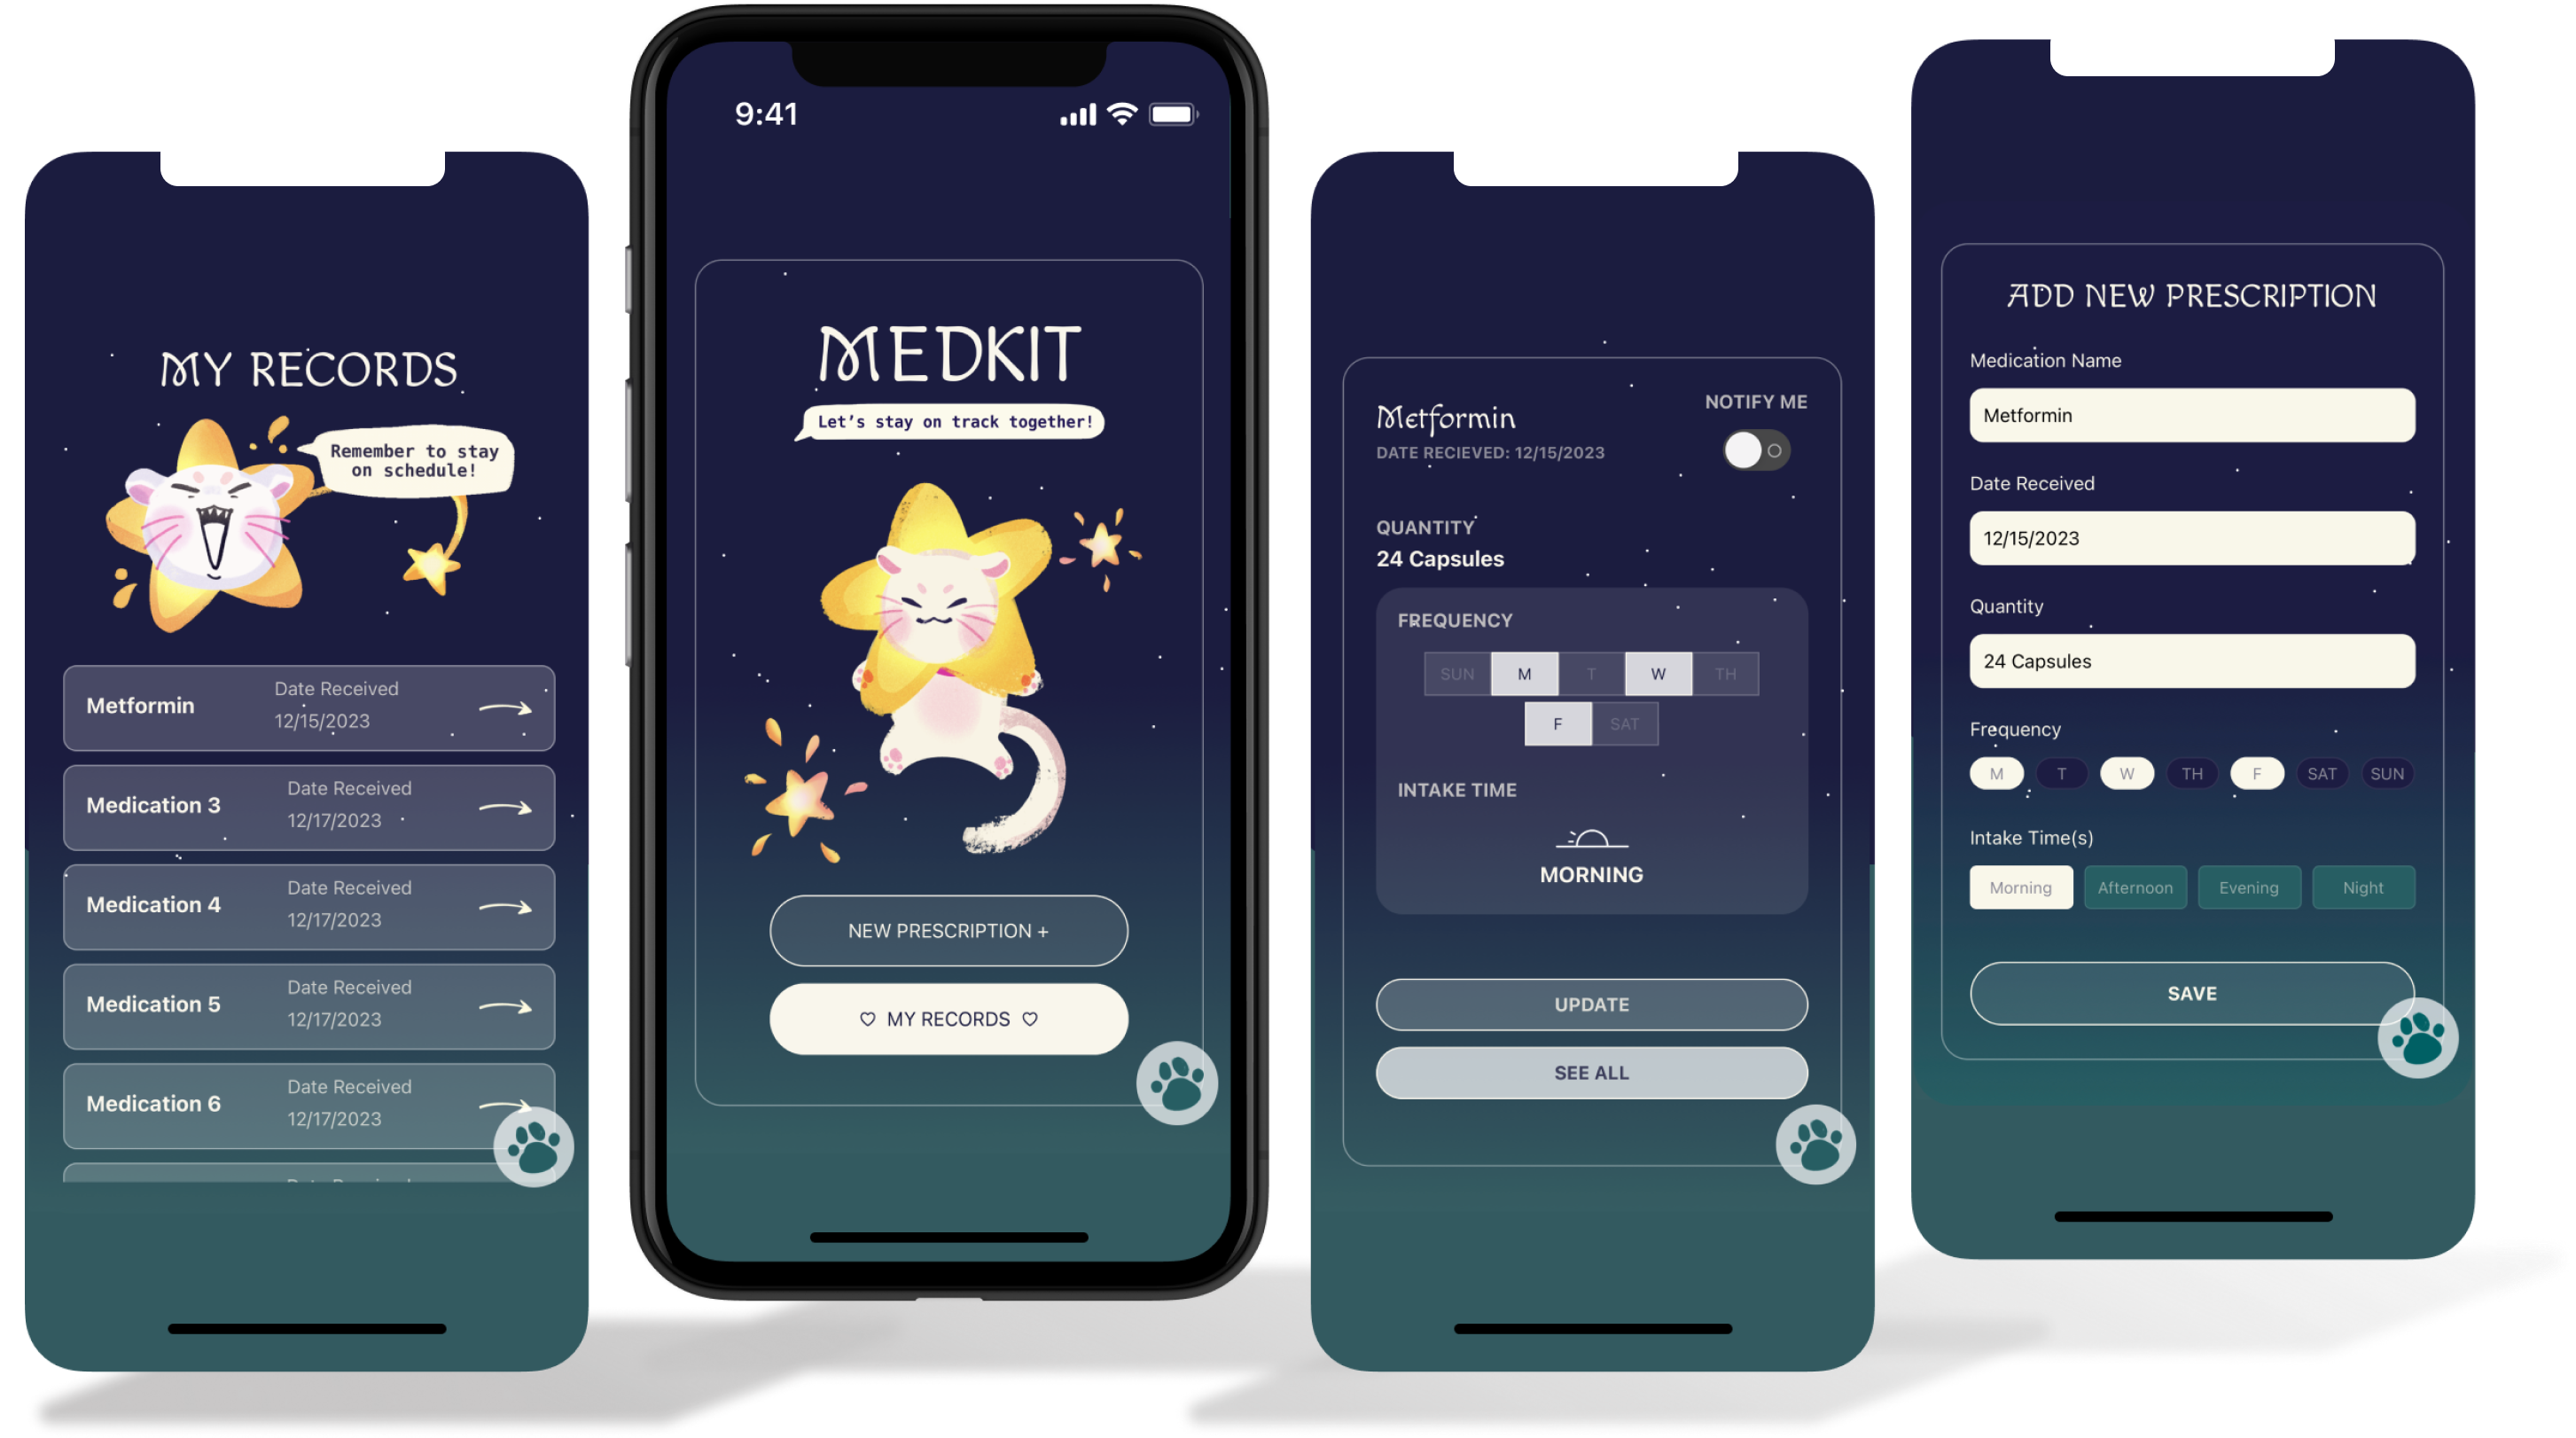 MY RECORDS
Remember to stay
on schedule!
Metformin
Date Received
12/15/2023
Medication 3
Date Received
12/17/2023
Medication 4
Date Received
12/17/2023
Medication 5
Date Received
12/17/2023
Medication 6
Date Received
12/17/2023
9:41
MEDKIT
Let's stay on track together!
NEW PRESCRIPTION +
♡ MY RECORDS ♡
Metformin
NOTIFY ME
DATE RECIEVED: 12/15/2023
QUANTITY
24 Capsules
FREQUENCY
SUN M T W TH
F SAT
INTAKE TIME
MORNING
UPDATE
SEE ALL
ADD NEW PRESCRIPTION
Medication Name
Metformin
Date Received
12/15/2023
Quantity
24 Capsules
Frequency
M T W TH F SAT SUN
Intake Time(s)
Morning Afternoon Evening Night
SAVE